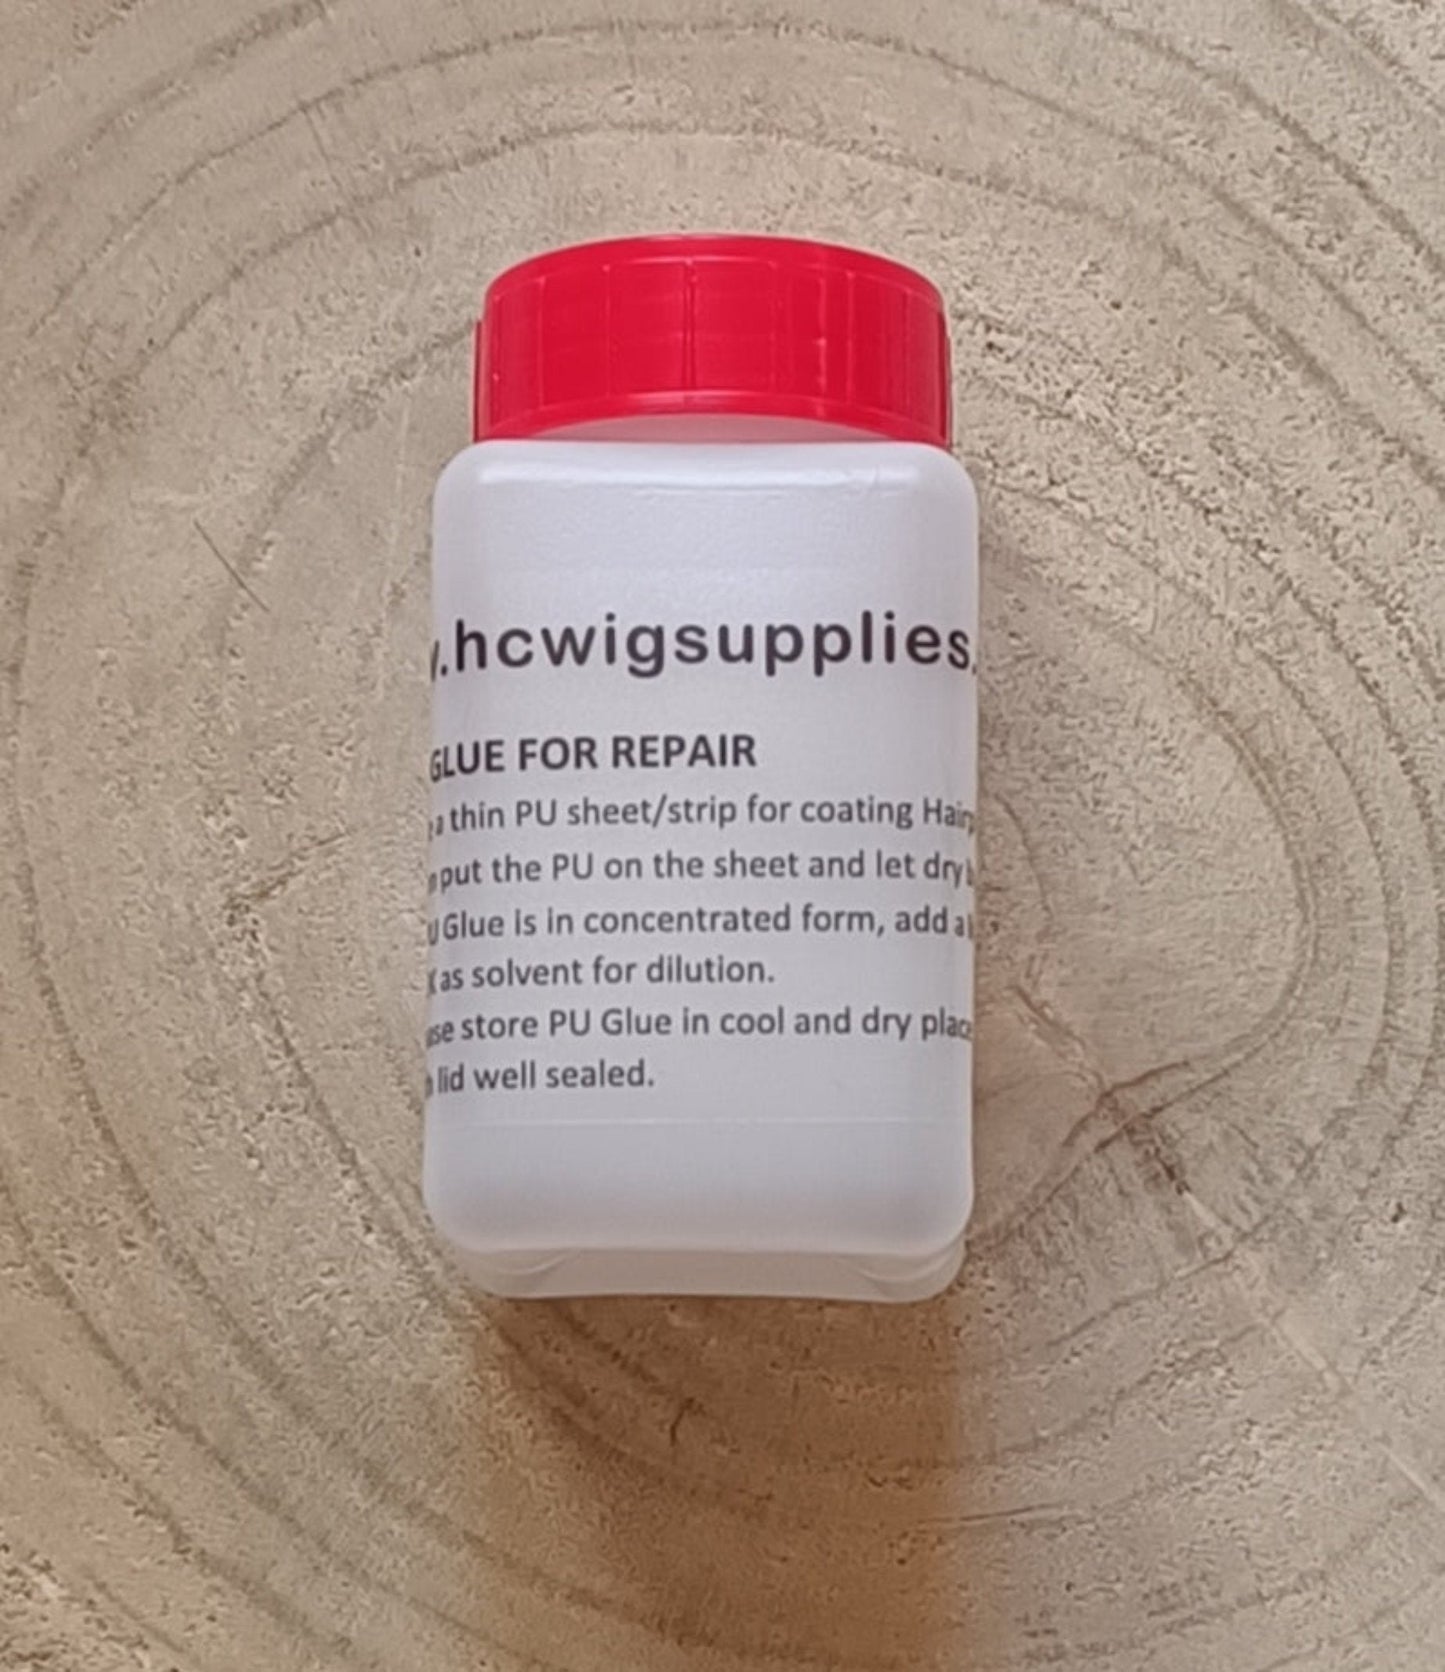 .hcwigsupplies.
GLUE FOR REPAIR
a thin PU sheet/strip for coating Hair
put the PU on the sheet and let dry
Glue is in concentrated form, add a
as solvent for dilution.
store PU Glue in cool and dry place
lid well sealed.